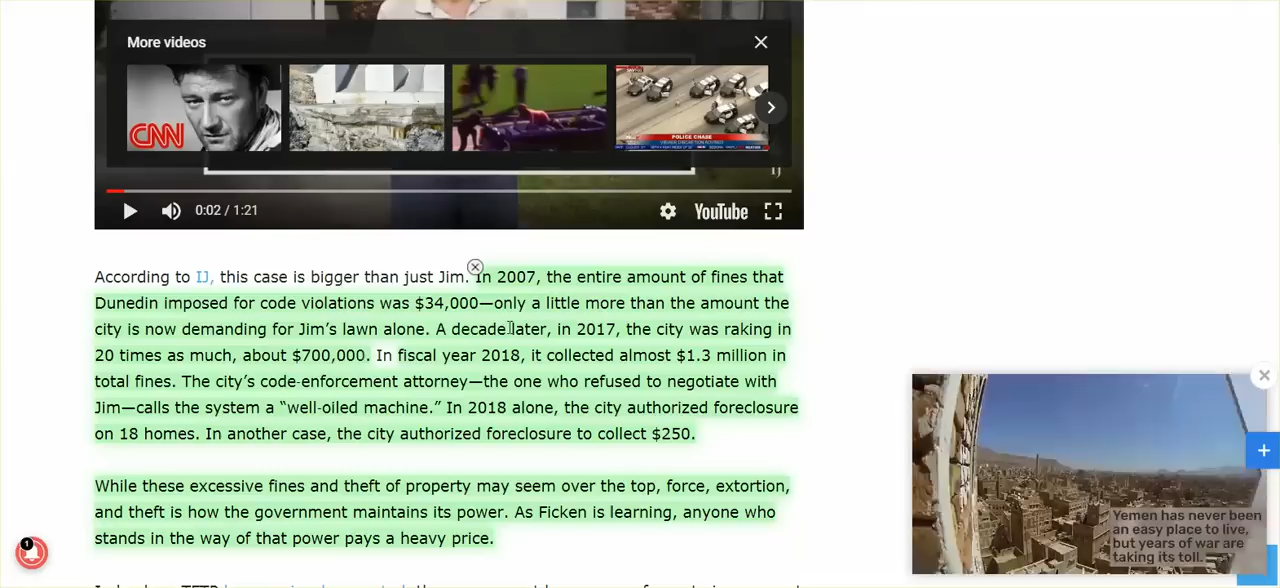 More videos
CNN
POLICE CHASE
0:02 / 1:21
YouTube
According to IJ, this case is bigger than just Jim. In 2007, the entire amount of fines that
Dunedin imposed for code violations was $34,000—only a little more than the amount the
city is now demanding for Jim’s lawn alone. A decade later, in 2017, the city was raking in
20 times as much, about $700,000. In fiscal year 2018, it collected almost $1.3 million in
total fines. The city’s code-enforcement attorney—the one who refused to negotiate with
Jim—calls the system a “well-oiled machine.” In 2018 alone, the city authorized foreclosure
on 18 homes. In another case, the city authorized foreclosure to collect $250.
While these excessive fines and theft of property may seem over the top, force, extortion,
and theft is how the government maintains its power. As Ficken is learning, anyone who
stands in the way of that power pays a heavy price.
Yemen has never been
an easy place to live,
but years of war are
taking its toll.
1